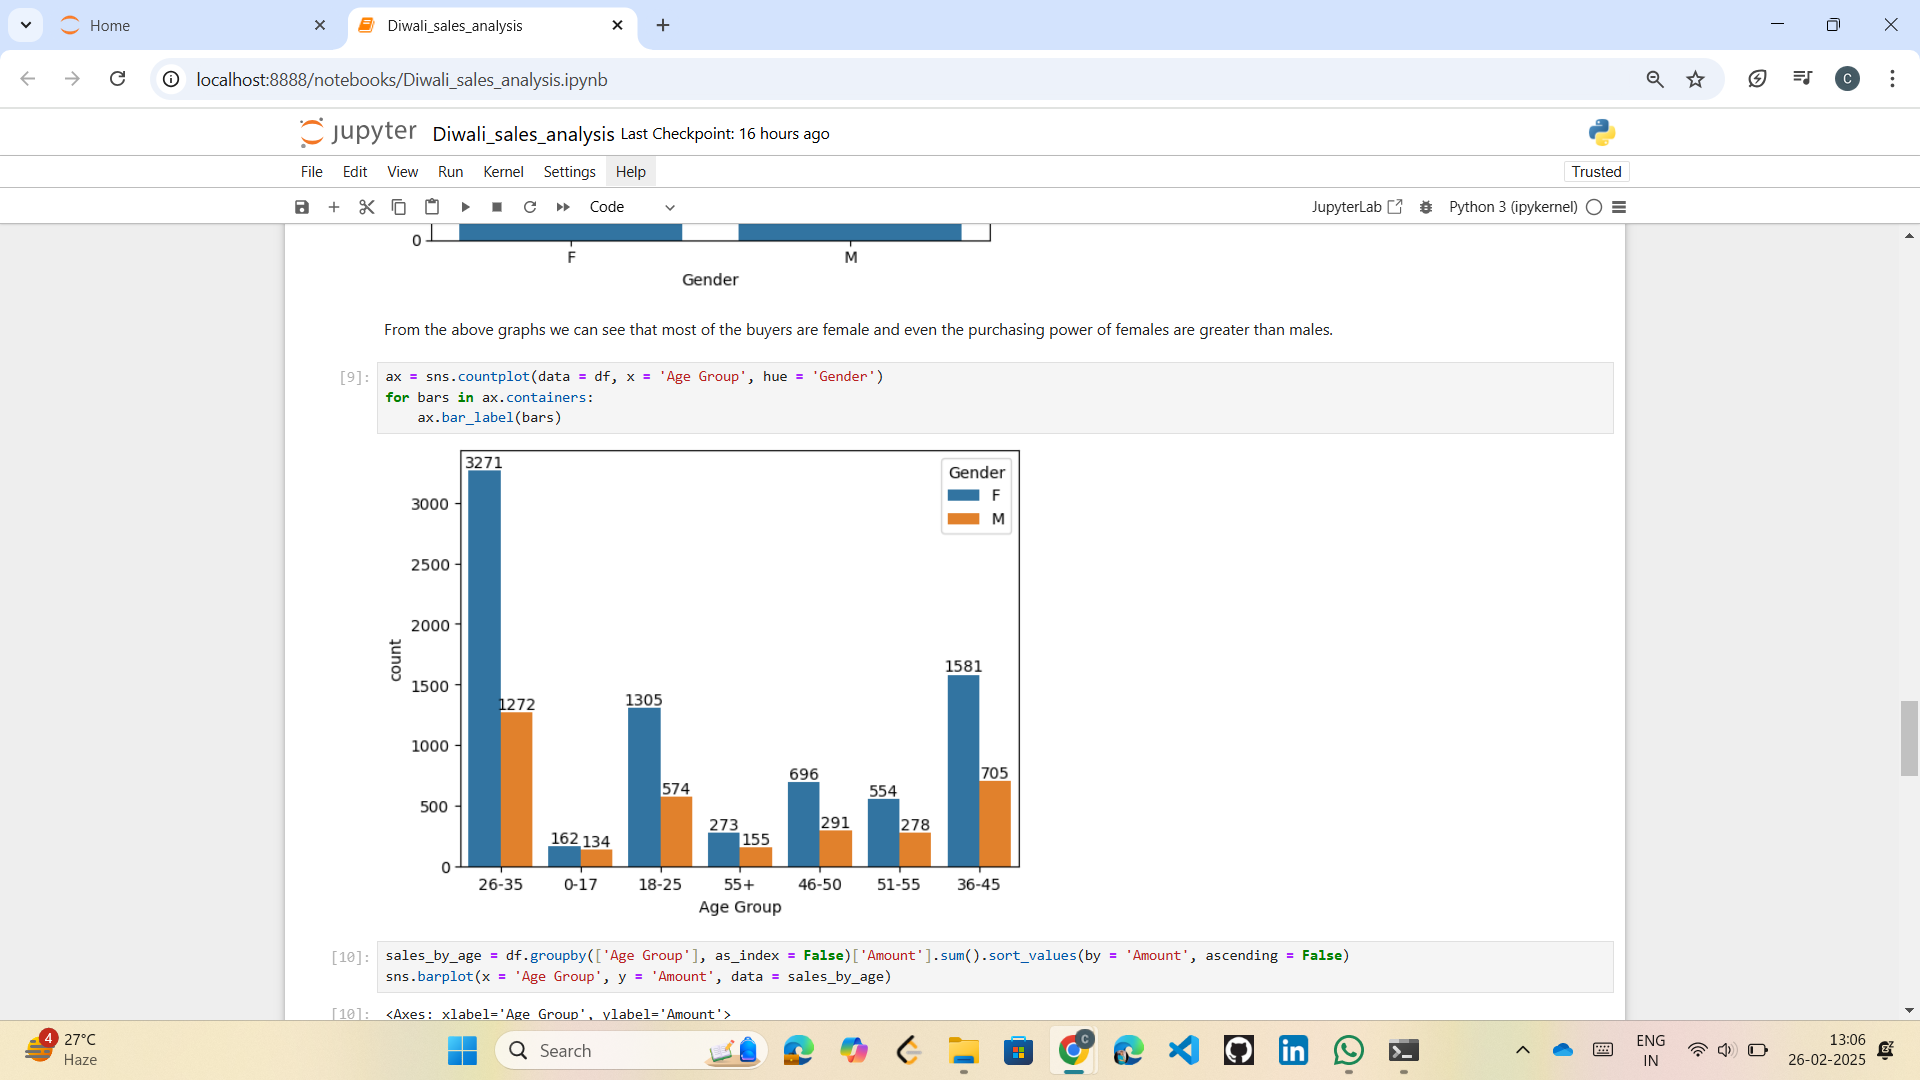 Home
Diwali_sales_analysis
localhost:8888/notebooks/Diwali_sales_analysis.ipynb
C
jupyter Diwali_sales_analysis Last Checkpoint: 16 hours ago
File Edit View Run Kernel Settings Help
Trusted
Code
JupyterLab
Python 3 (ipykernel)
0
F M
Gender
From the above graphs we can see that most of the buyers are female and even the purchasing power of females are greater than males.
[9]:
ax = sns.countplot(data = df, x = 'Age Group', hue = 'Gender')
for bars in ax.containers:
    ax.bar_label(bars)
3271
Gender
F
M
3000
2500
2000
1500
1000
500
0
count
1272
162 134
1305
574
273
155
696
291
554
278
1581
705
26-35 0-17 18-25 55+ 46-50 51-55 36-45
Age Group
[10]:
sales_by_age = df.groupby(['Age Group'], as_index = False)['Amount'].sum().sort_values(by = 'Amount', ascending = False)
sns.barplot(x = 'Age Group', y = 'Amount', data = sales_by_age)
[10]:
<Axes: xlabel='Age Group', ylabel='Amount'>
4
27°C
Haze
Search
C
ENG
IN
13:06
26-02-2025